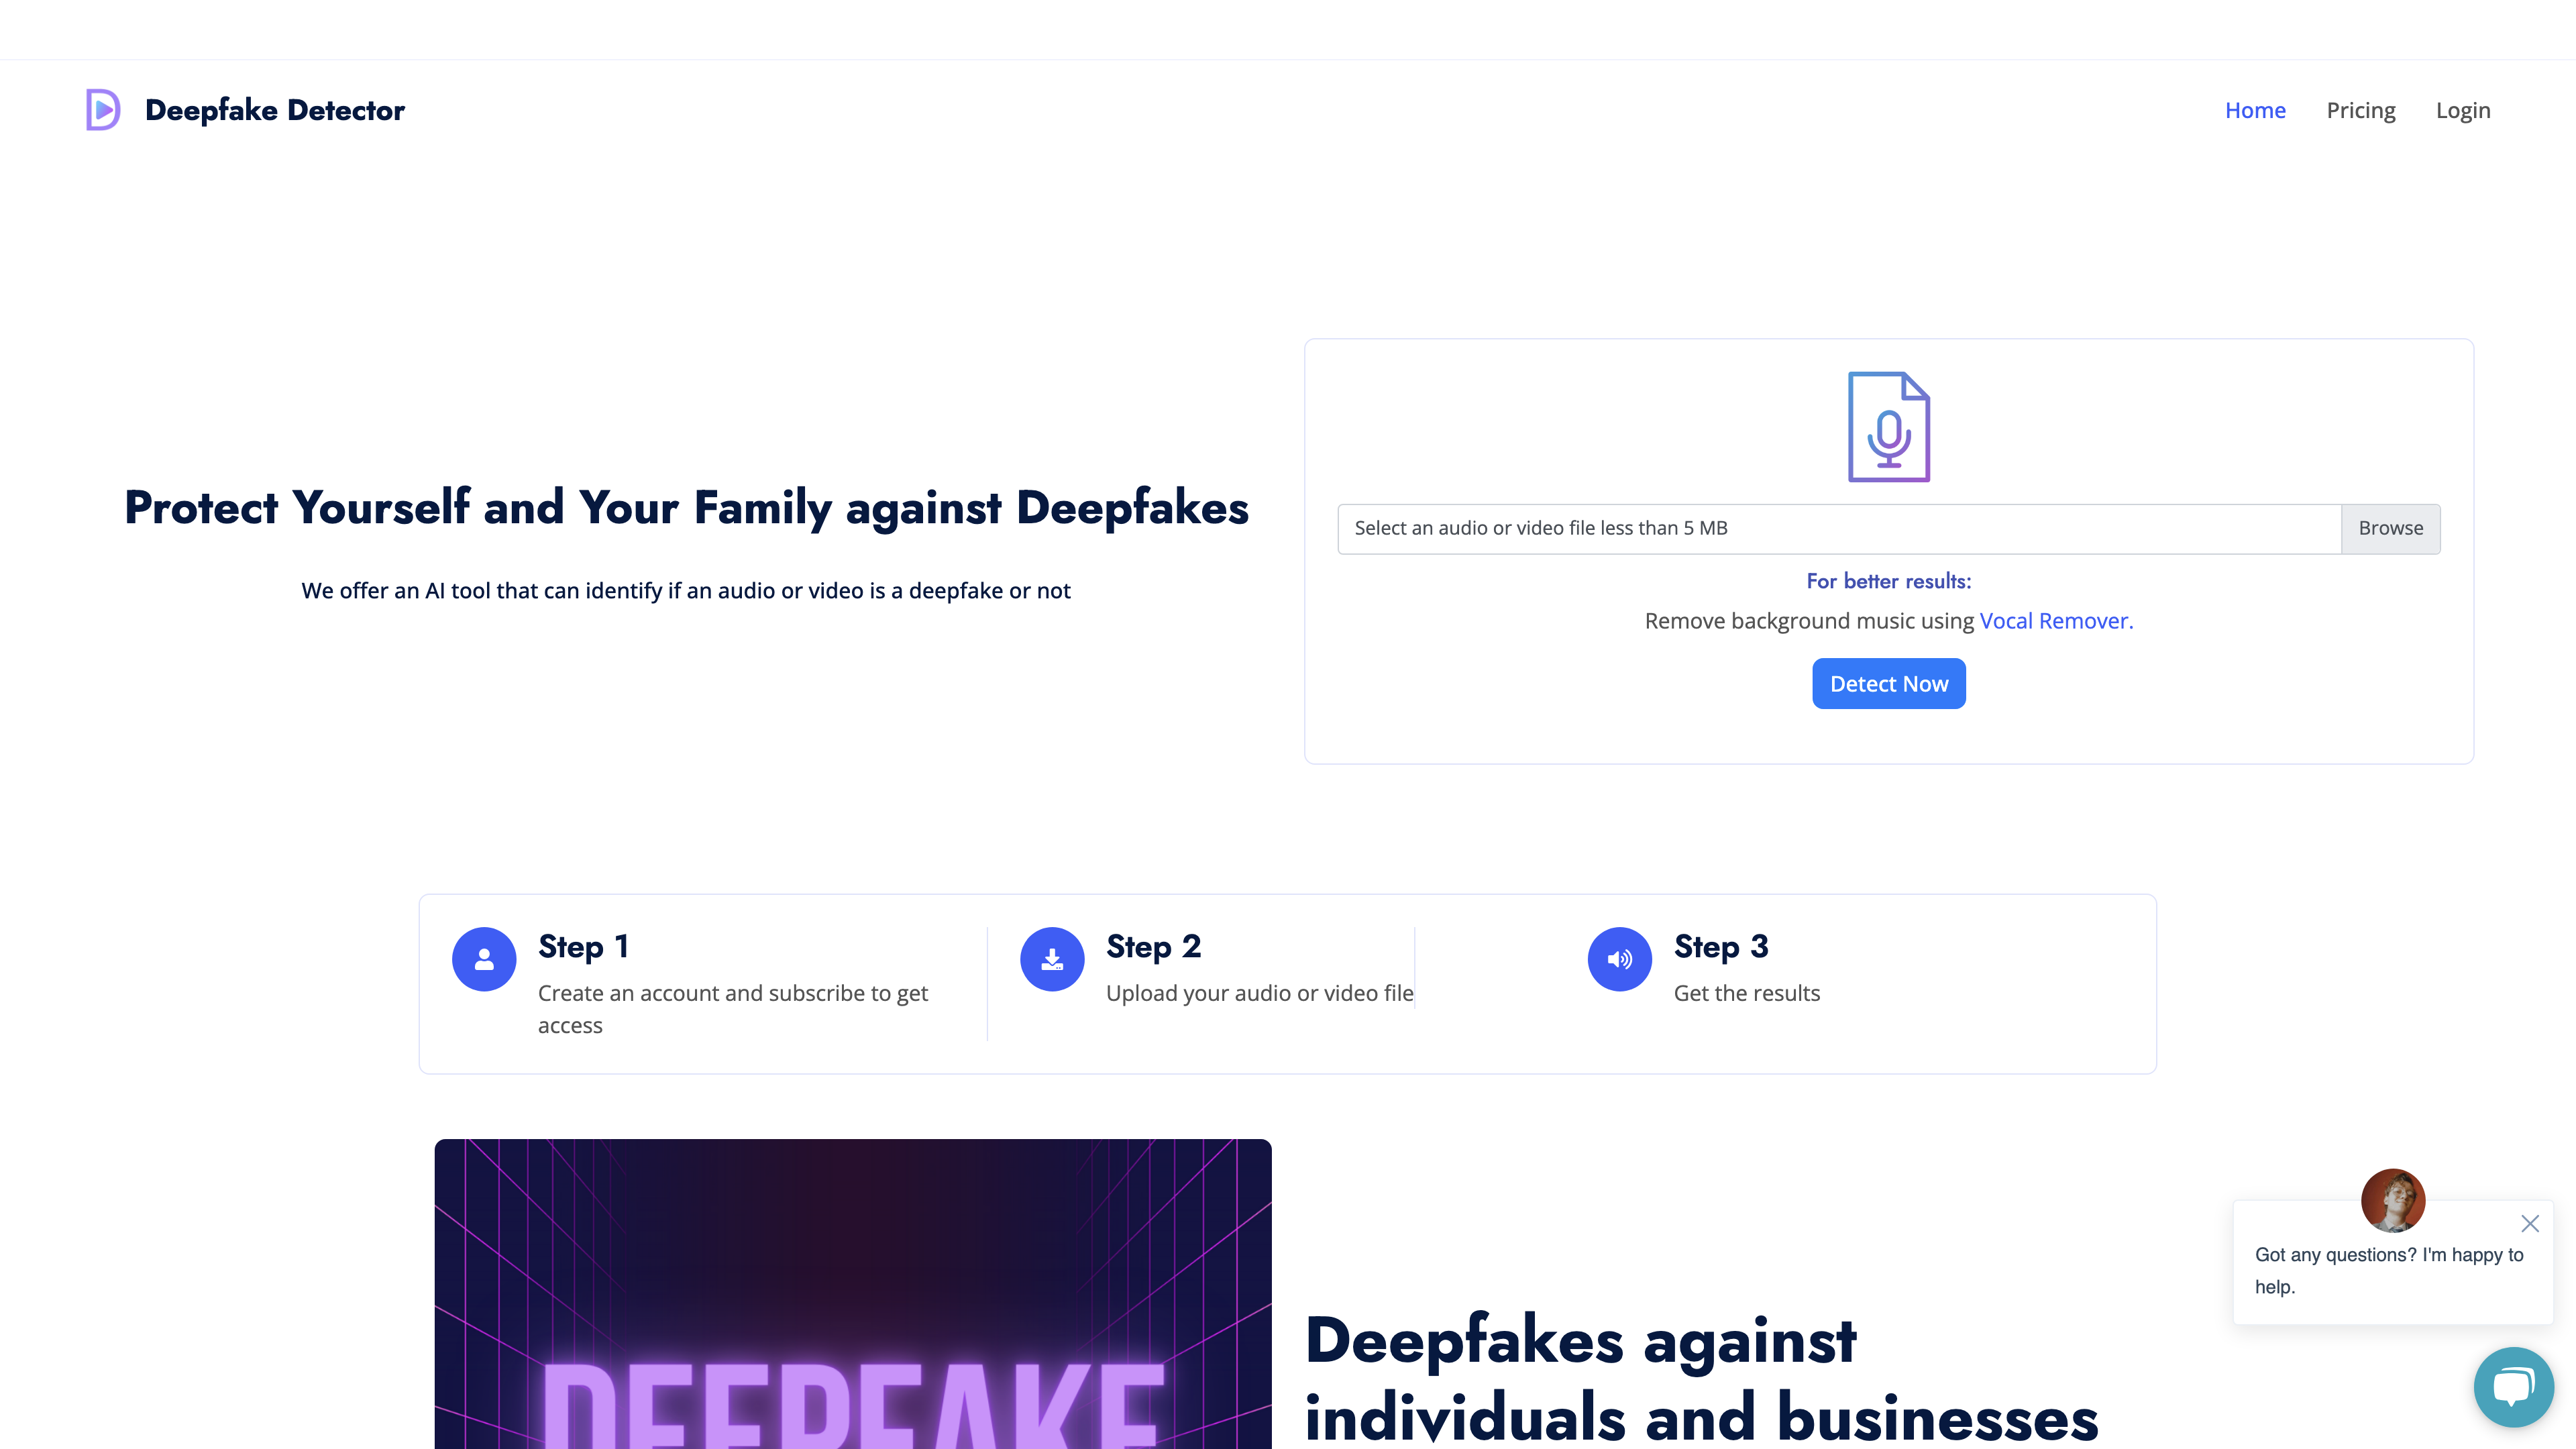 Deepfake Detector
Home
Pricing
Login
Protect Yourself and Your Family against Deepfakes
We offer an AI tool that can identify if an audio or video is a deepfake or not
Select an audio or video file less than 5 MB
Browse
For better results:
Remove background music using Vocal Remover.
Detect Now
Step 1
Create an account and subscribe to get
access
Step 2
Upload your audio or video file
Step 3
Get the results
DEEPFAKE
Deepfakes against
individuals and businesses
Got any questions? I'm happy to
help.